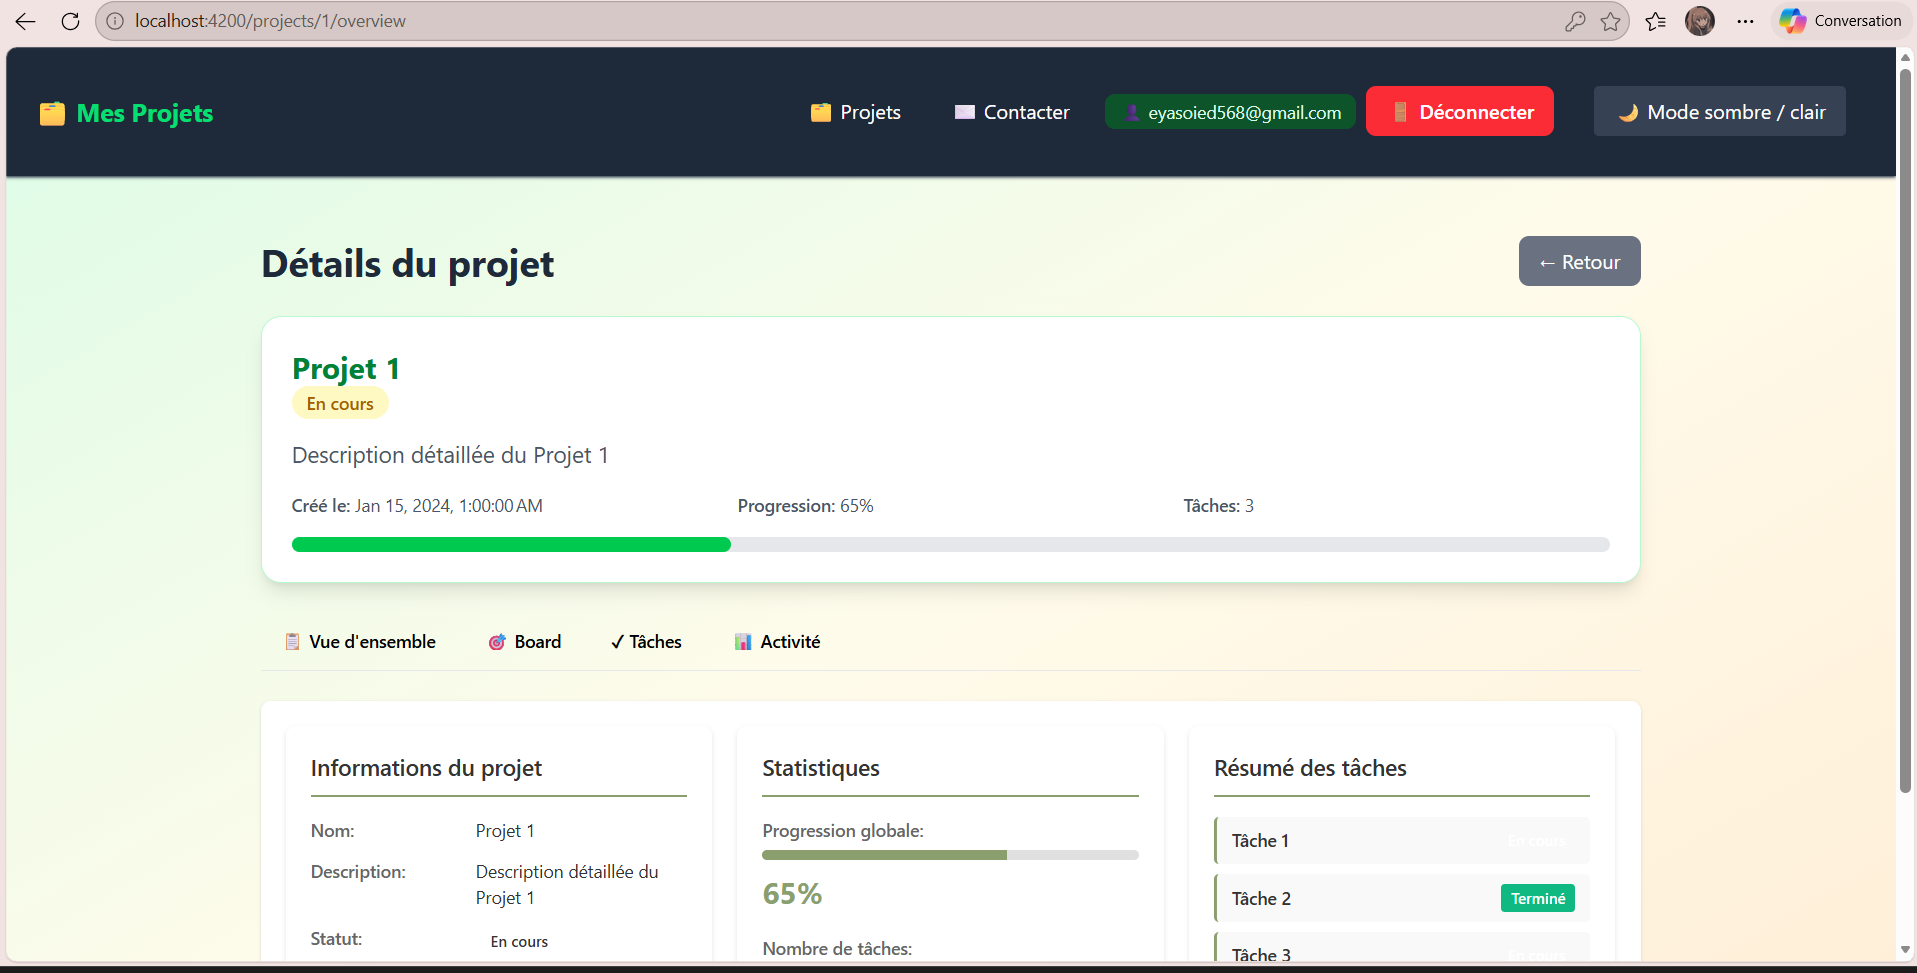 localhost:4200/projects/1/overview
Conversation
Mes Projets
Projets
Contacter
eyasoied568@gmail.com
Déconnecter
Mode sombre / clair
Détails du projet
← Retour
Projet 1
En cours
Description détaillée du Projet 1
Créé le: Jan 15, 2024, 1:00:00 AM
Progression: 65%
Tâches: 3
Vue d'ensemble
Board
✓ Tâches
Activité
Informations du projet
Nom:
Projet 1
Description:
Description détaillée du
Projet 1
Statut:
En cours
Statistiques
Progression globale:
65%
Nombre de tâches:
Résumé des tâches
Tâche 1
En cours
Tâche 2
Terminé
Tâche 3
En cours